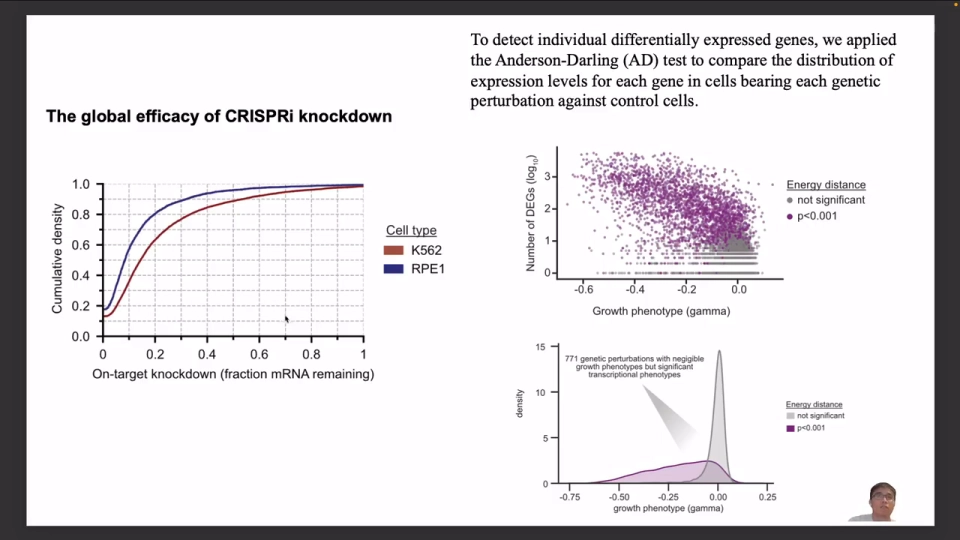 To detect individual differentially expressed genes, we applied
the Anderson-Darling (AD) test to compare the distribution of
expression levels for each gene in cells bearing each genetic
perturbation against control cells.
The global efficacy of CRISPRi knockdown
Cumulative density
1.0
0.8
0.6
0.4
0.2
0.0
0 0.2 0.4 0.6 0.8 1
On-target knockdown (fraction mRNA remaining)
Cell type
K562
RPE1
Number of DEGs (log10)
3
2
1
0
-0.6 -0.4 -0.2 0.0
Growth phenotype (gamma)
Energy distance
not significant
p<0.001
density
15
10
5
0
771 genetic perturbations with negligible
growth phenotypes but significant
transcriptional phenotypes
-0.75 -0.50 -0.25 0.00 0.25
growth phenotype (gamma)
Energy distance
not significant
p<0.001